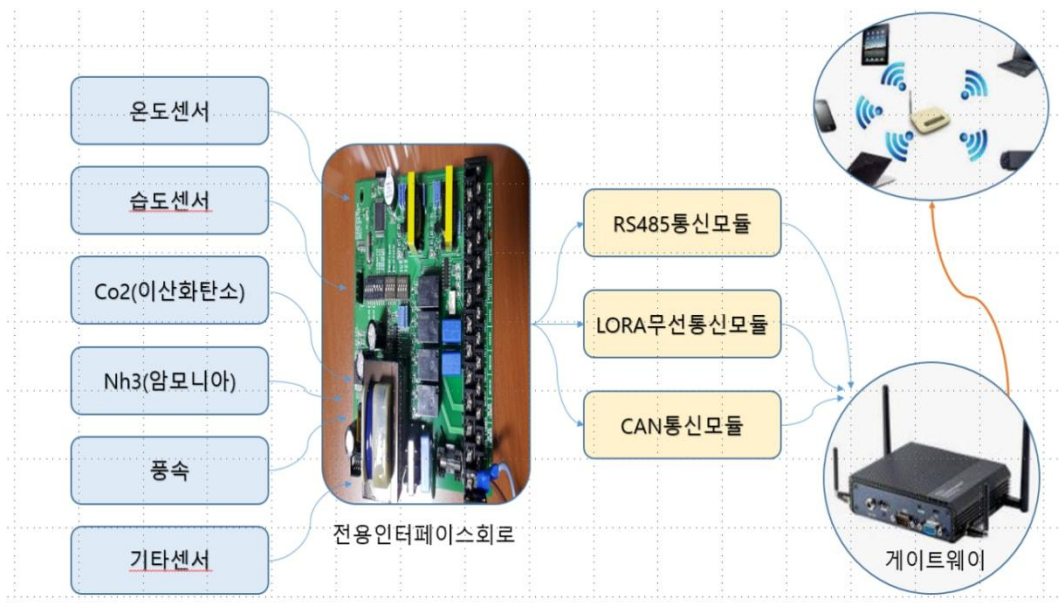 온도센서
습도센서
Co2(이산화탄소)
Nh3(암모니아)
풍속
기타센서
전용인터페이스회로
RS485통신모듈
LORA무선통신모듈
CAN통신모듈
게이트웨이